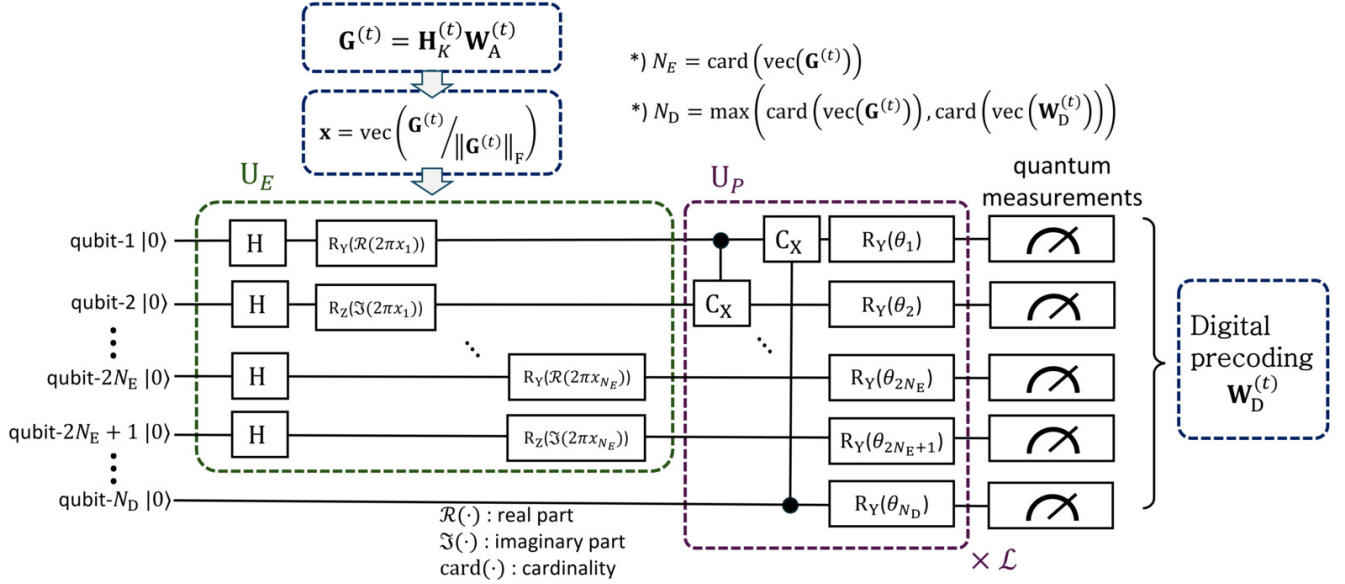 𝐆^(t) = 𝐇_K^(t) 𝐖_A^(t)
*) N_E = card(vec(𝐆^(t)))
𝐱 = vec(𝐆^(t) / ‖𝐆^(t)‖_F)
*) N_D = max(card(vec(𝐆^(t))), card(vec(𝐖_D^(t))))
U_E
U_P
quantum
measurements
qubit-1 |0⟩ H R_Y(ℛ(2πx_1)) C_X R_Y(θ_1)
qubit-2 |0⟩ H R_Z(ℑ(2πx_1)) C_X R_Y(θ_2)
qubit-2N_E |0⟩ H R_Y(ℛ(2πx_{N_E})) R_Y(θ_{2N_E})
qubit-2N_E + 1 |0⟩ H R_Z(ℑ(2πx_{N_E})) R_Y(θ_{2N_E+1})
qubit-N_D |0⟩ R_Y(θ_{N_D})
Digital
precoding
𝐖_D^(t)
ℛ(·) : real part
ℑ(·) : imaginary part
card(·) : cardinality
× ℒ